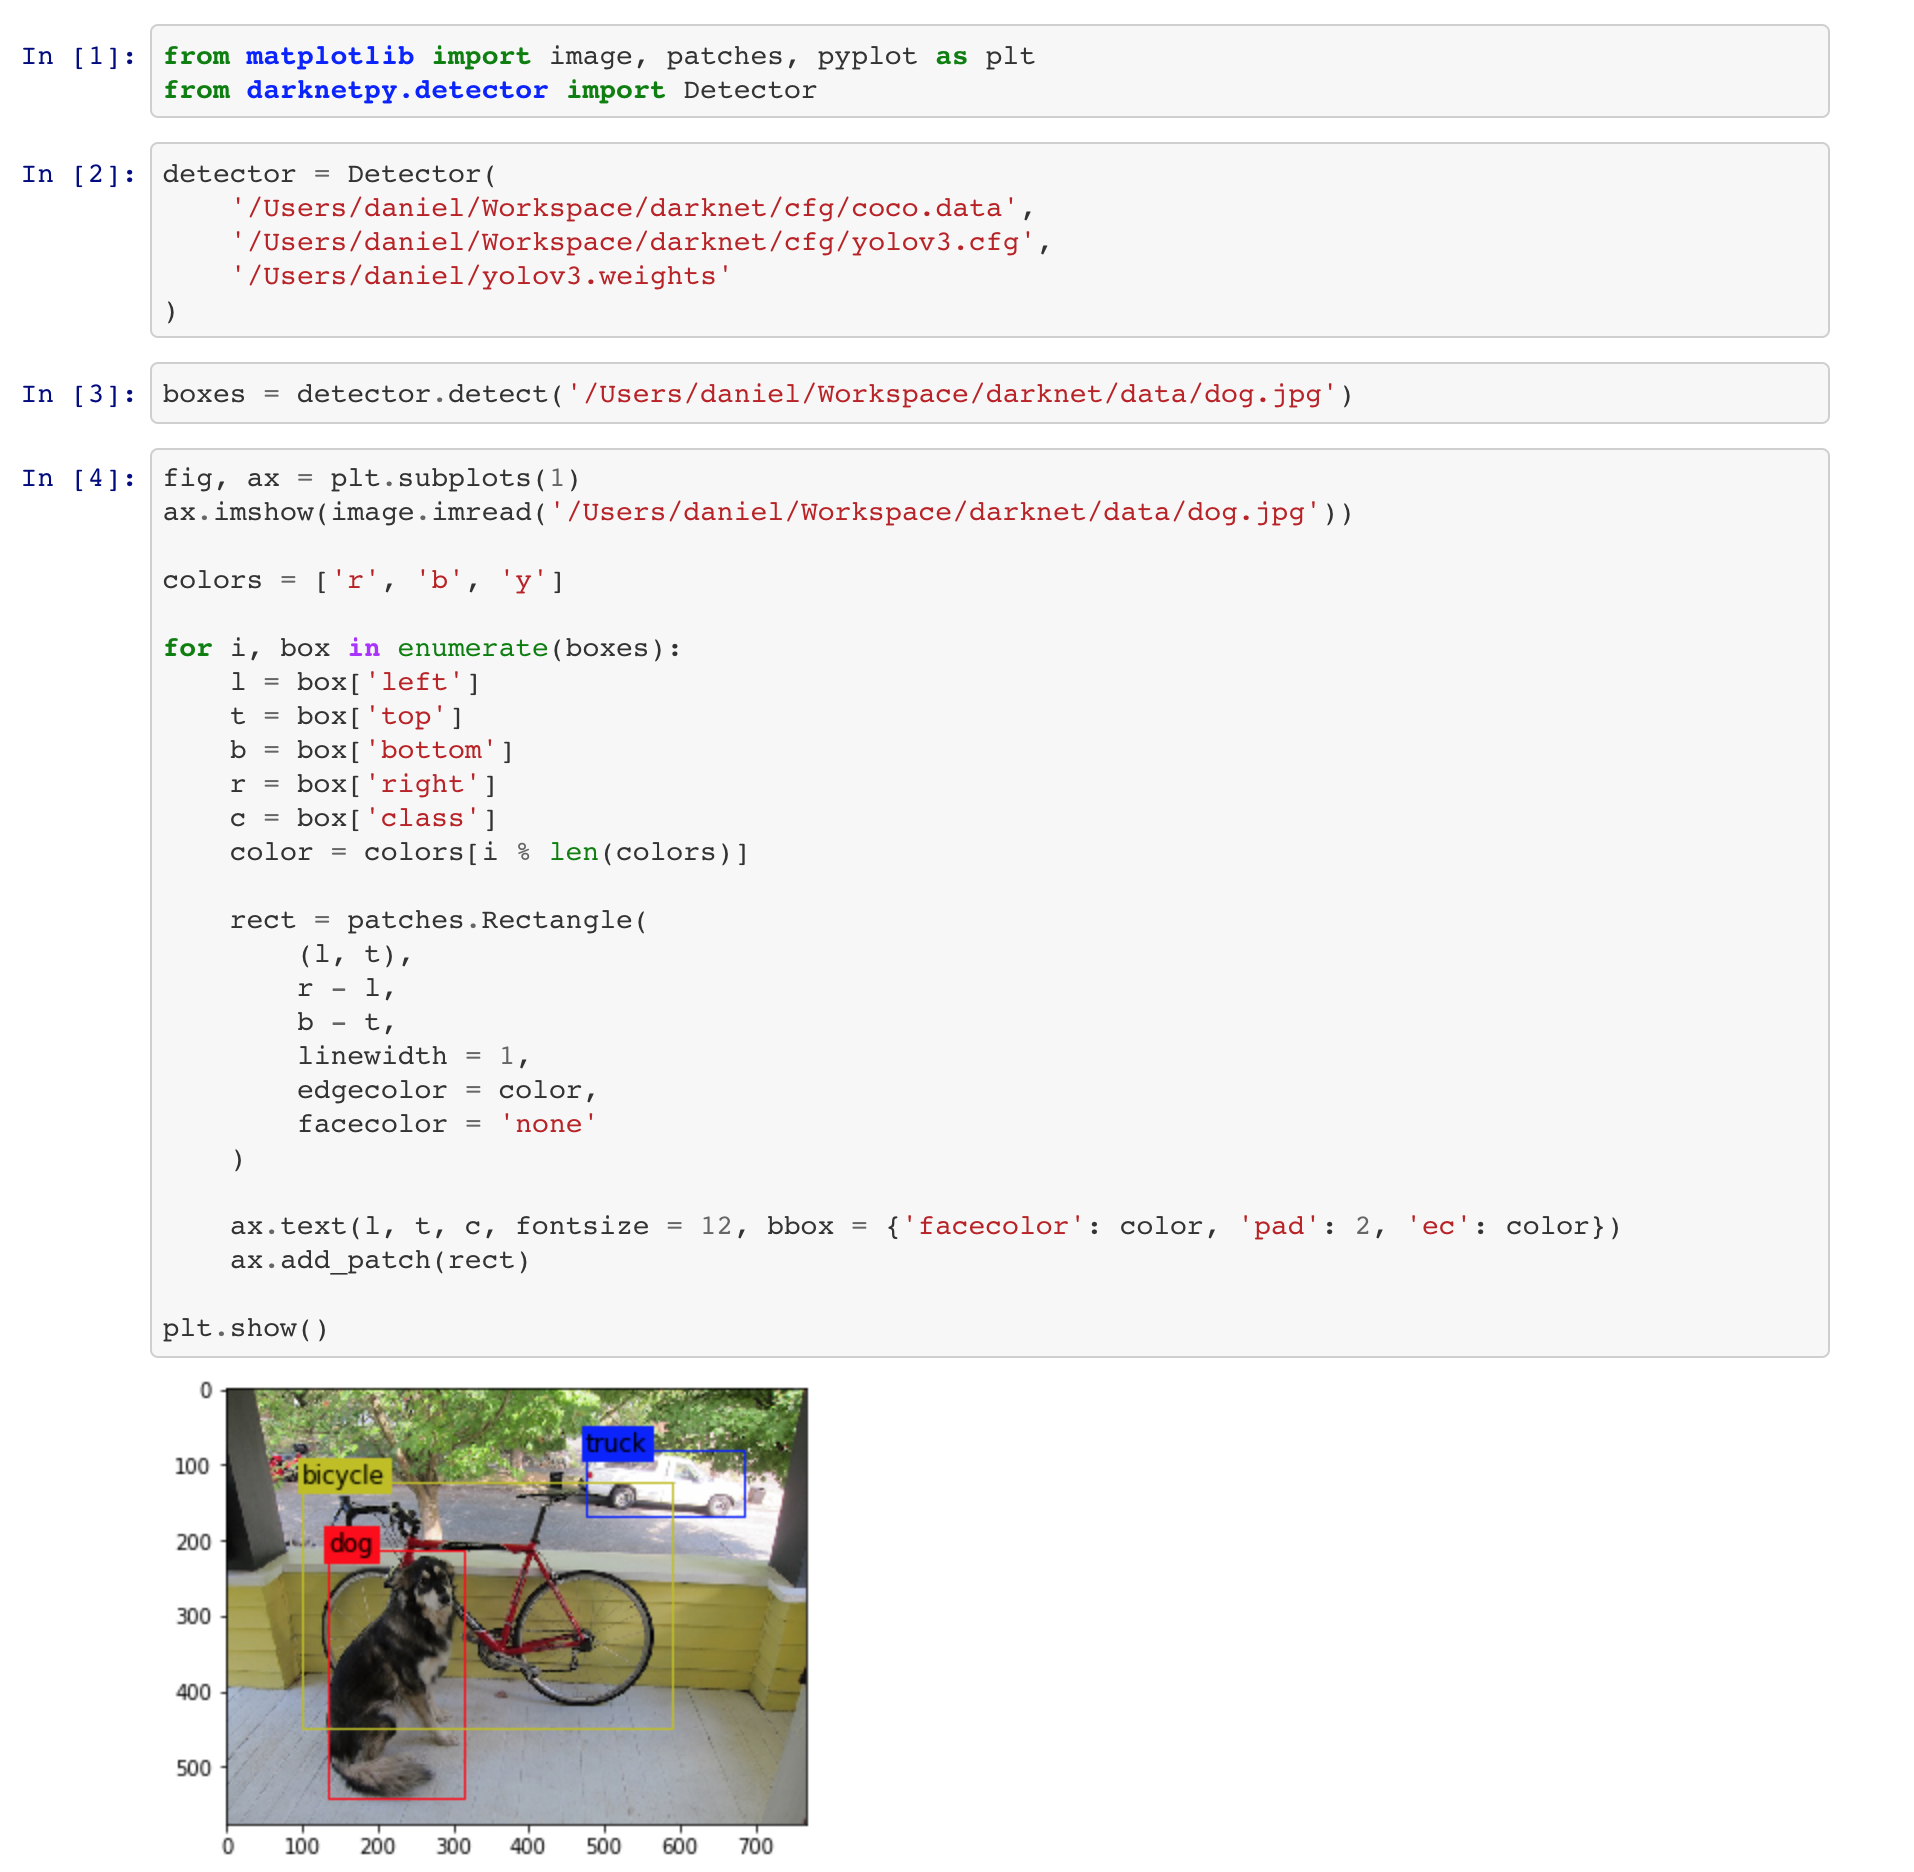 In [1]: from matplotlib import image, patches, pyplot as plt
from darknetpy.detector import Detector
In [2]: detector = Detector(
    '/Users/daniel/Workspace/darknet/cfg/coco.data',
    '/Users/daniel/Workspace/darknet/cfg/yolov3.cfg',
    '/Users/daniel/yolov3.weights'
)
In [3]: boxes = detector.detect('/Users/daniel/Workspace/darknet/data/dog.jpg')
In [4]: fig, ax = plt.subplots(1)
ax.imshow(image.imread('/Users/daniel/Workspace/darknet/data/dog.jpg'))
colors = ['r', 'b', 'y']
for i, box in enumerate(boxes):
    l = box['left']
    t = box['top']
    b = box['bottom']
    r = box['right']
    c = box['class']
    color = colors[i % len(colors)]
    rect = patches.Rectangle(
        (l, t),
        r - l,
        b - t,
        linewidth = 1,
        edgecolor = color,
        facecolor = 'none'
    )
    ax.text(l, t, c, fontsize = 12, bbox = {'facecolor': color, 'pad': 2, 'ec': color})
    ax.add_patch(rect)
plt.show()
0
truck
100
bicycle
200
dog
300
400
500
0 100 200 300 400 500 600 700